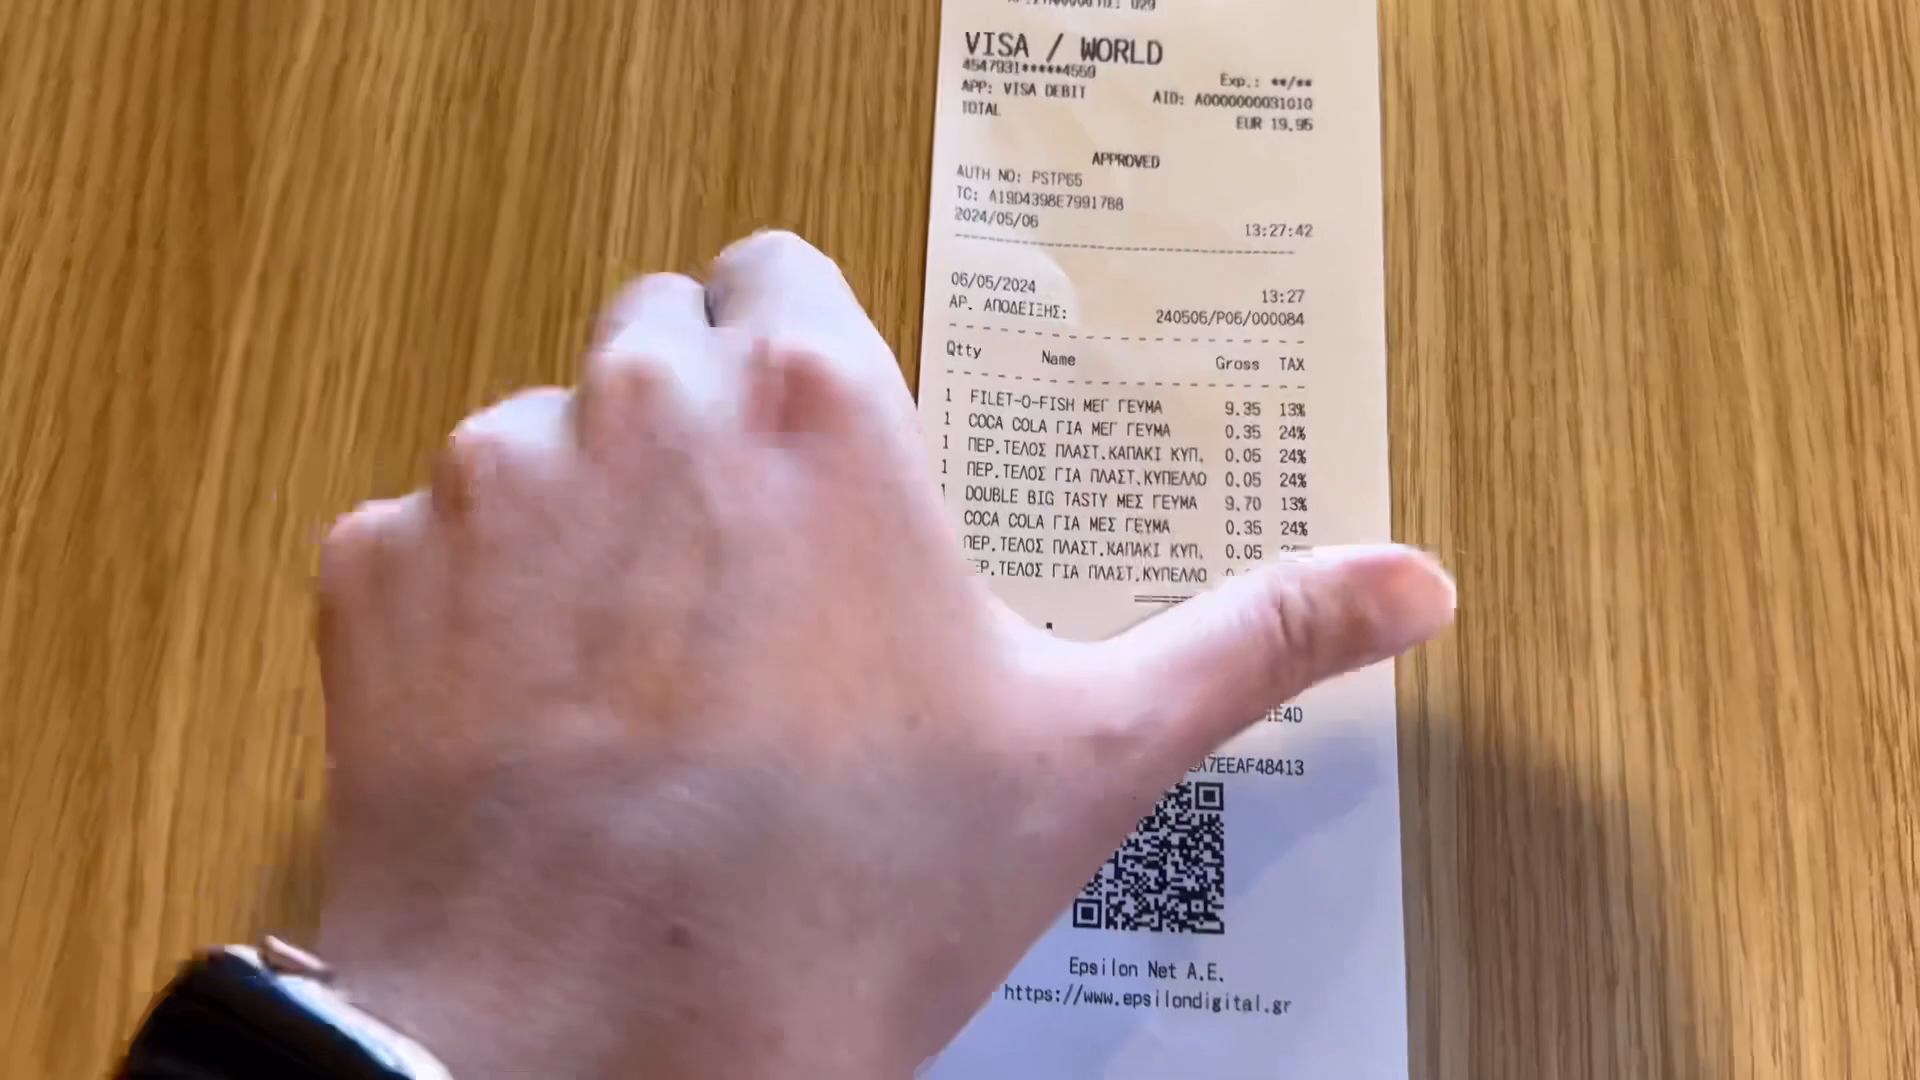 VISA / WORLD
4547931*****4559
Exp.: **/**
APP: VISA DEBIT
AID: A0000000031010
TOTAL
EUR 19.95
APPROVED
AUTH NO: PSTP65
TC: A19D4398E79917B8
2024/05/06
13:27:42
06/05/2024
13:27
ΑΡ. ΑΠΟΔΕΙΞΗΣ:
240506/P06/000084
Qtty Name Gross TAX
1 FILET-O-FISH ΜΕΓ ΓΕΥΜΑ 9.35 13%
1 COCA COLA ΓΙΑ ΜΕΓ ΓΕΥΜΑ 0.35 24%
1 ΠΕΡ.ΤΕΛΟΣ ΠΛΑΣΤ.ΚΑΠΑΚΙ ΚΥΠ. 0.05 24%
1 ΠΕΡ.ΤΕΛΟΣ ΓΙΑ ΠΛΑΣΤ.ΚΥΠΕΛΛΟ 0.05 24%
1 DOUBLE BIG TASTY ΜΕΣ ΓΕΥΜΑ 9.70 13%
COCA COLA ΓΙΑ ΜΕΣ ΓΕΥΜΑ 0.35 24%
ΠΕΡ.ΤΕΛΟΣ ΠΛΑΣΤ.ΚΑΠΑΚΙ ΚΥΠ. 0.05
ΕΡ.ΤΕΛΟΣ ΓΙΑ ΠΛΑΣΤ.ΚΥΠΕΛΛΟ
E4D
A7EEAF48413
Epsilon Net A.E.
https://www.epsilondigital.gr